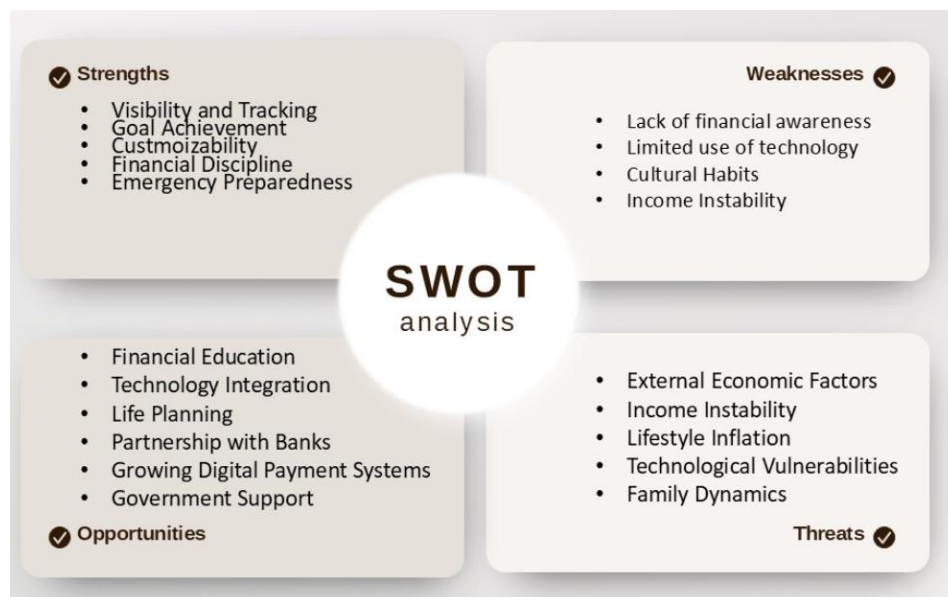 Strengths
• Visibility and Tracking
• Goal Achievement
• Custmoizability
• Financial Discipline
• Emergency Preparedness
Weaknesses
• Lack of financial awareness
• Limited use of technology
• Cultural Habits
• Income Instability
SWOT
analysis
• Financial Education
• Technology Integration
• Life Planning
• Partnership with Banks
• Growing Digital Payment Systems
• Government Support
Opportunities
• External Economic Factors
• Income Instability
• Lifestyle Inflation
• Technological Vulnerabilities
• Family Dynamics
Threats